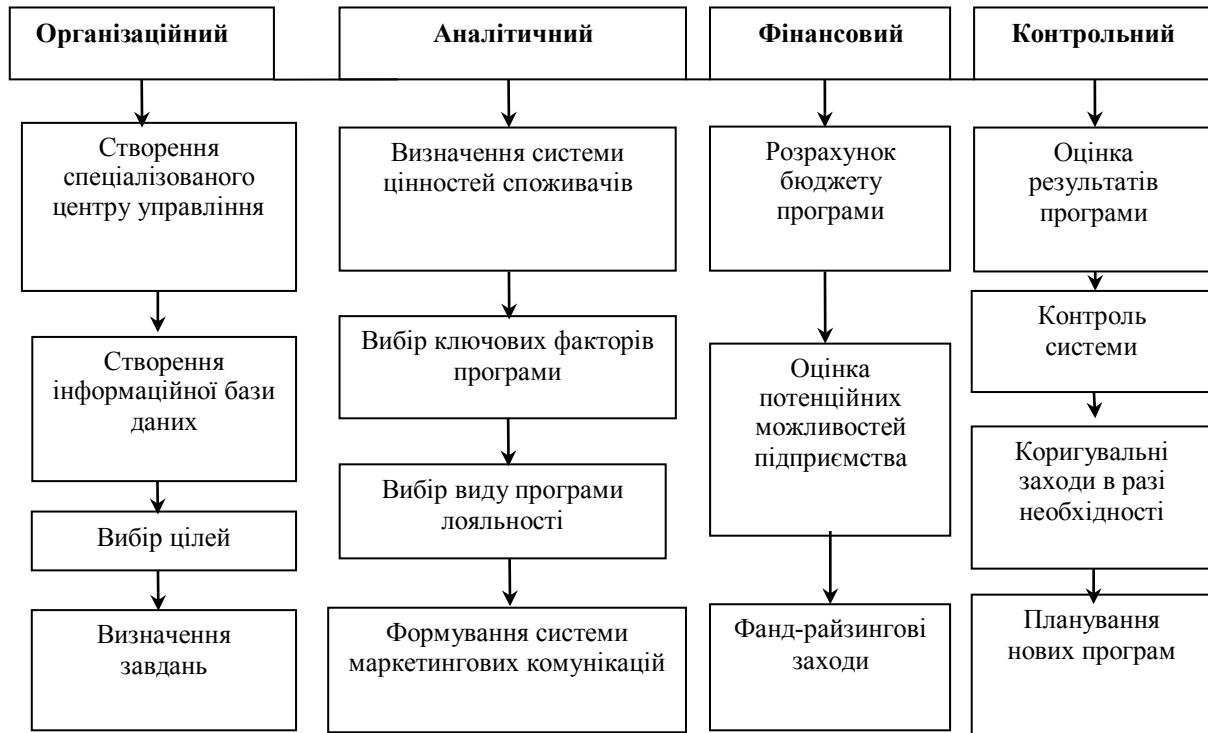 Організаційний
Аналітичний
Фінансовий
Контрольний
Створення
спеціалізованого
центру управління
Створення
інформаційної бази
даних
Вибір цілей
Визначення
завдань
Визначення системи
цінностей споживачів
Вибір ключових факторів
програми
Вибір виду програми
лояльності
Формування системи
маркетингових комунікацій
Розрахунок
бюджету
програми
Оцінка
потенційних
можливостей
підприємства
Фанд-райзингові
заходи
Оцінка
результатів
програми
Контроль
системи
Коригувальні
заходи в разі
необхідності
Планування
нових програм